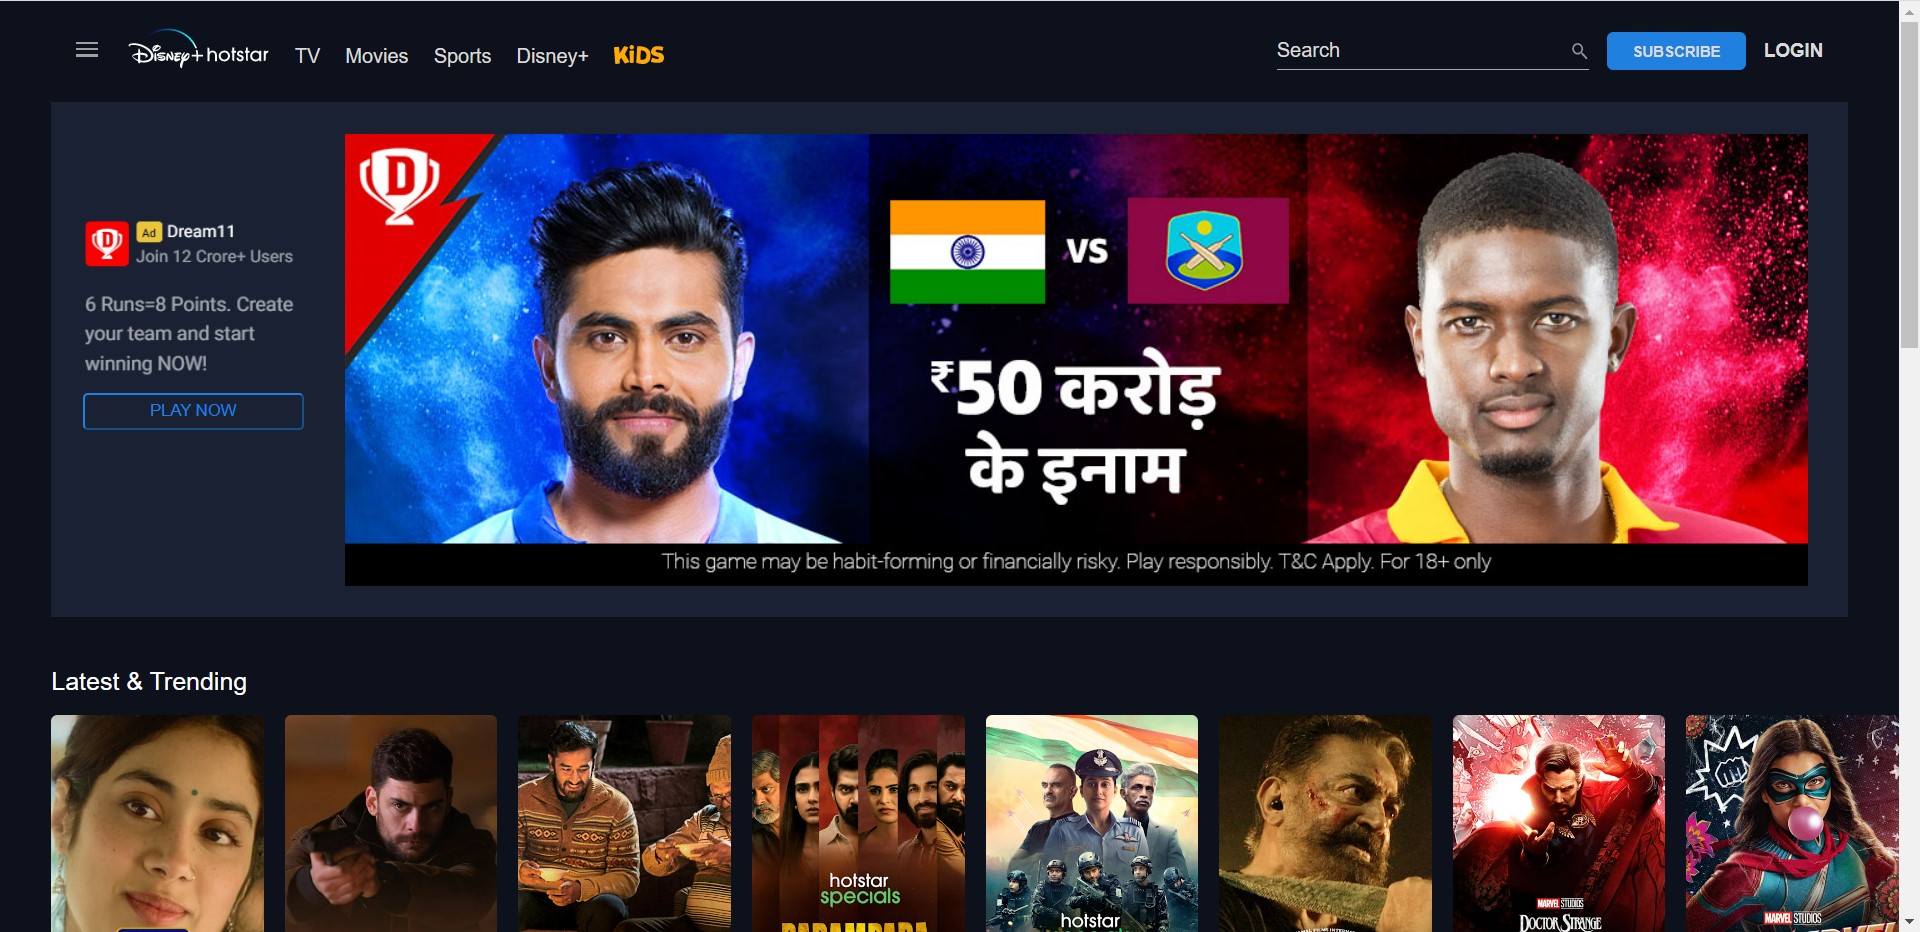 Disney+ hotstar
TV
Movies
Sports
Disney+
KiDS
Search
SUBSCRIBE
LOGIN
D
Ad Dream11
Join 12 Crore+ Users
6 Runs=8 Points. Create
your team and start
winning NOW!
PLAY NOW
D
VS
₹50 करोड़
के इनाम
This game may be habit-forming or financially risky. Play responsibly. T&C Apply. For 18+ only
Latest & Trending
hotstar
specials
PARAMPARA
hotstar
MARVEL STUDIOS
DOCTOR STRANGE
MARVEL STUDIOS